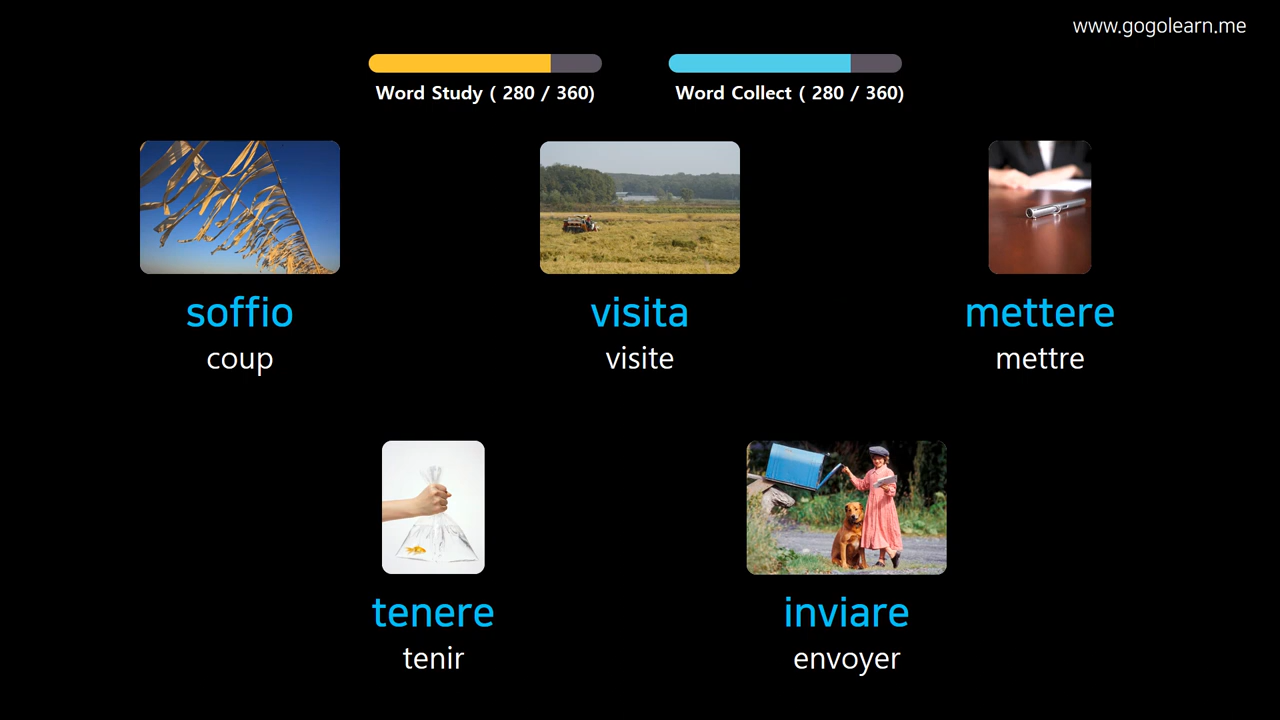 www.gogolearn.me
Word Study ( 280 / 360)
Word Collect ( 280 / 360)
soffio
coup
visita
visite
mettere
mettre
tenere
tenir
inviare
envoyer